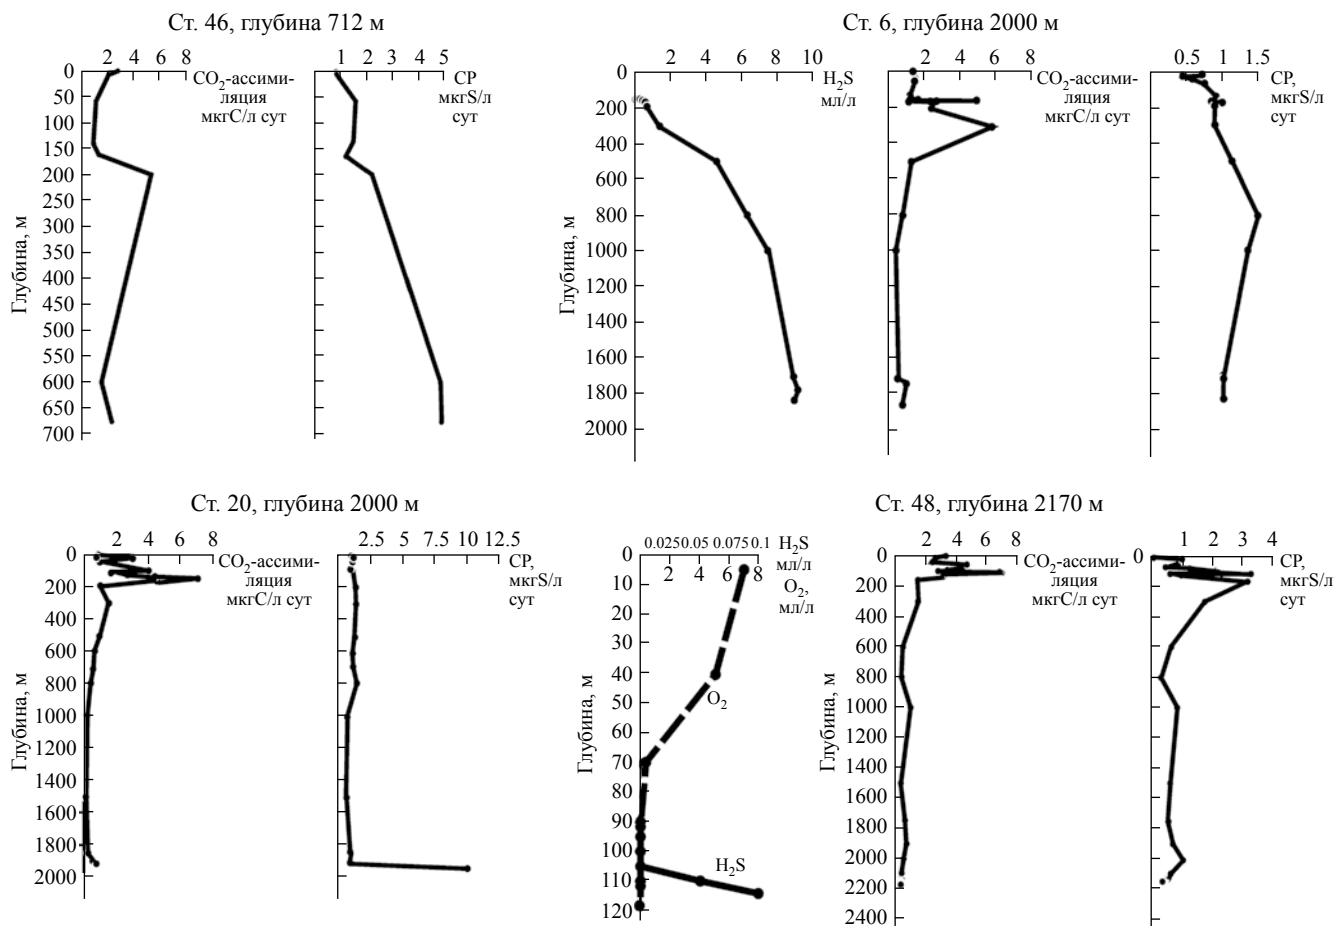 Ст. 46, глубина 712 м
2 4 6 8
CO₂-ассими-
ляция
мкгС/л сут
Глубина, м
0
50
100
150
200
250
300
350
400
450
500
550
600
650
700
1 2 3 4 5
СР
мкгS/л
сут
Ст. 6, глубина 2000 м
2 4 6 8 10
H₂S
мл/л
Глубина, м
0
200
400
600
800
1000
1200
1400
1600
1800
2000
2 4 6 8
CO₂-ассими-
ляция
мкгС/л сут
0.5 1 1.5
СР,
мкгS/л
сут
Ст. 20, глубина 2000 м
2 4 6 8
CO₂-ассими-
ляция
мкгС/л сут
Глубина, м
0
200
400
600
800
1000
1200
1400
1600
1800
2000
2.5 5 7.5 10 12.5
СР,
мкгS/л
сут
0.025 0.05 0.075 0.1
H₂S
мл/л
2 4 6 8
O₂,
мл/л
Глубина, м
0
10
20
30
40
50
60
70
80
90
100
110
120
O₂
H₂S
Ст. 48, глубина 2170 м
2 4 6 8
CO₂-ассими-
ляция
мкгС/л сут
Глубина, м
0
200
400
600
800
1000
1200
1400
1600
1800
2000
2200
2400
0 1 2 3 4
СР,
мкгS/л
сут